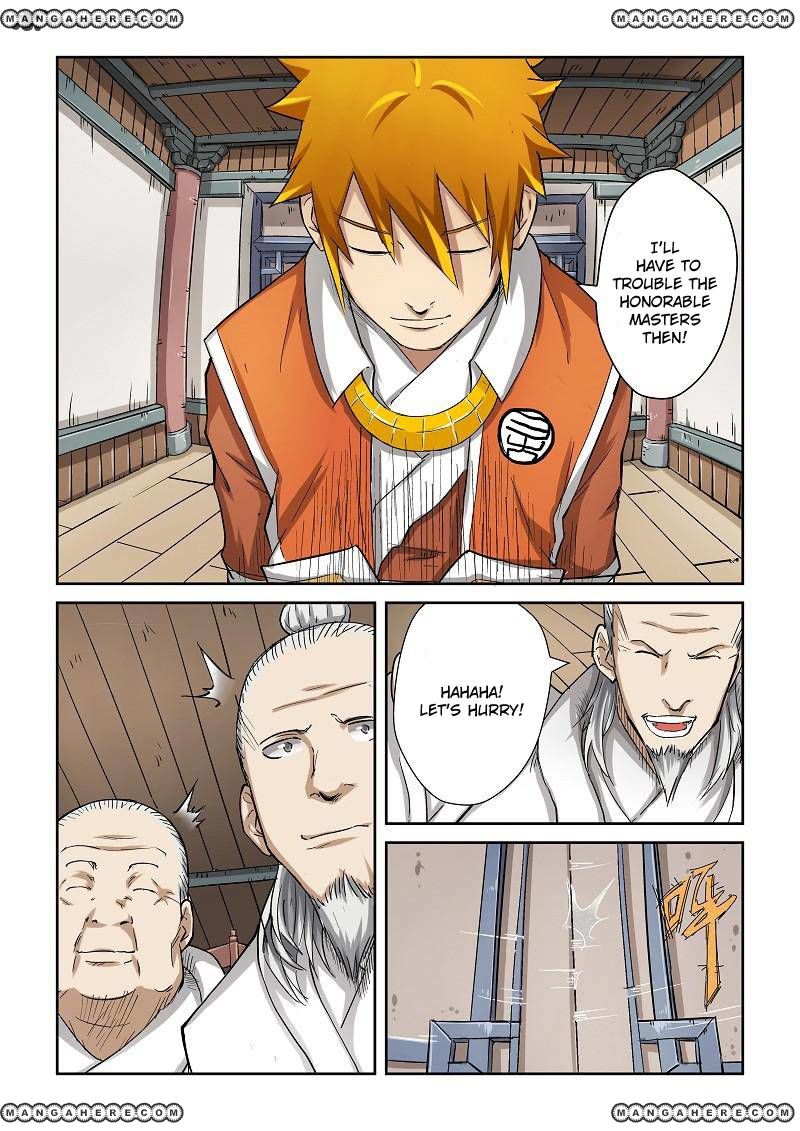 MANGAHERE.COM
MANGAHERE.COM
I'LL
HAVE TO
TROUBLE THE
HONORABLE
MASTERS
THEN!
HAHAHA!
LET'S HURRY!
MANGAHERE.COM
MANGAHERE.COM